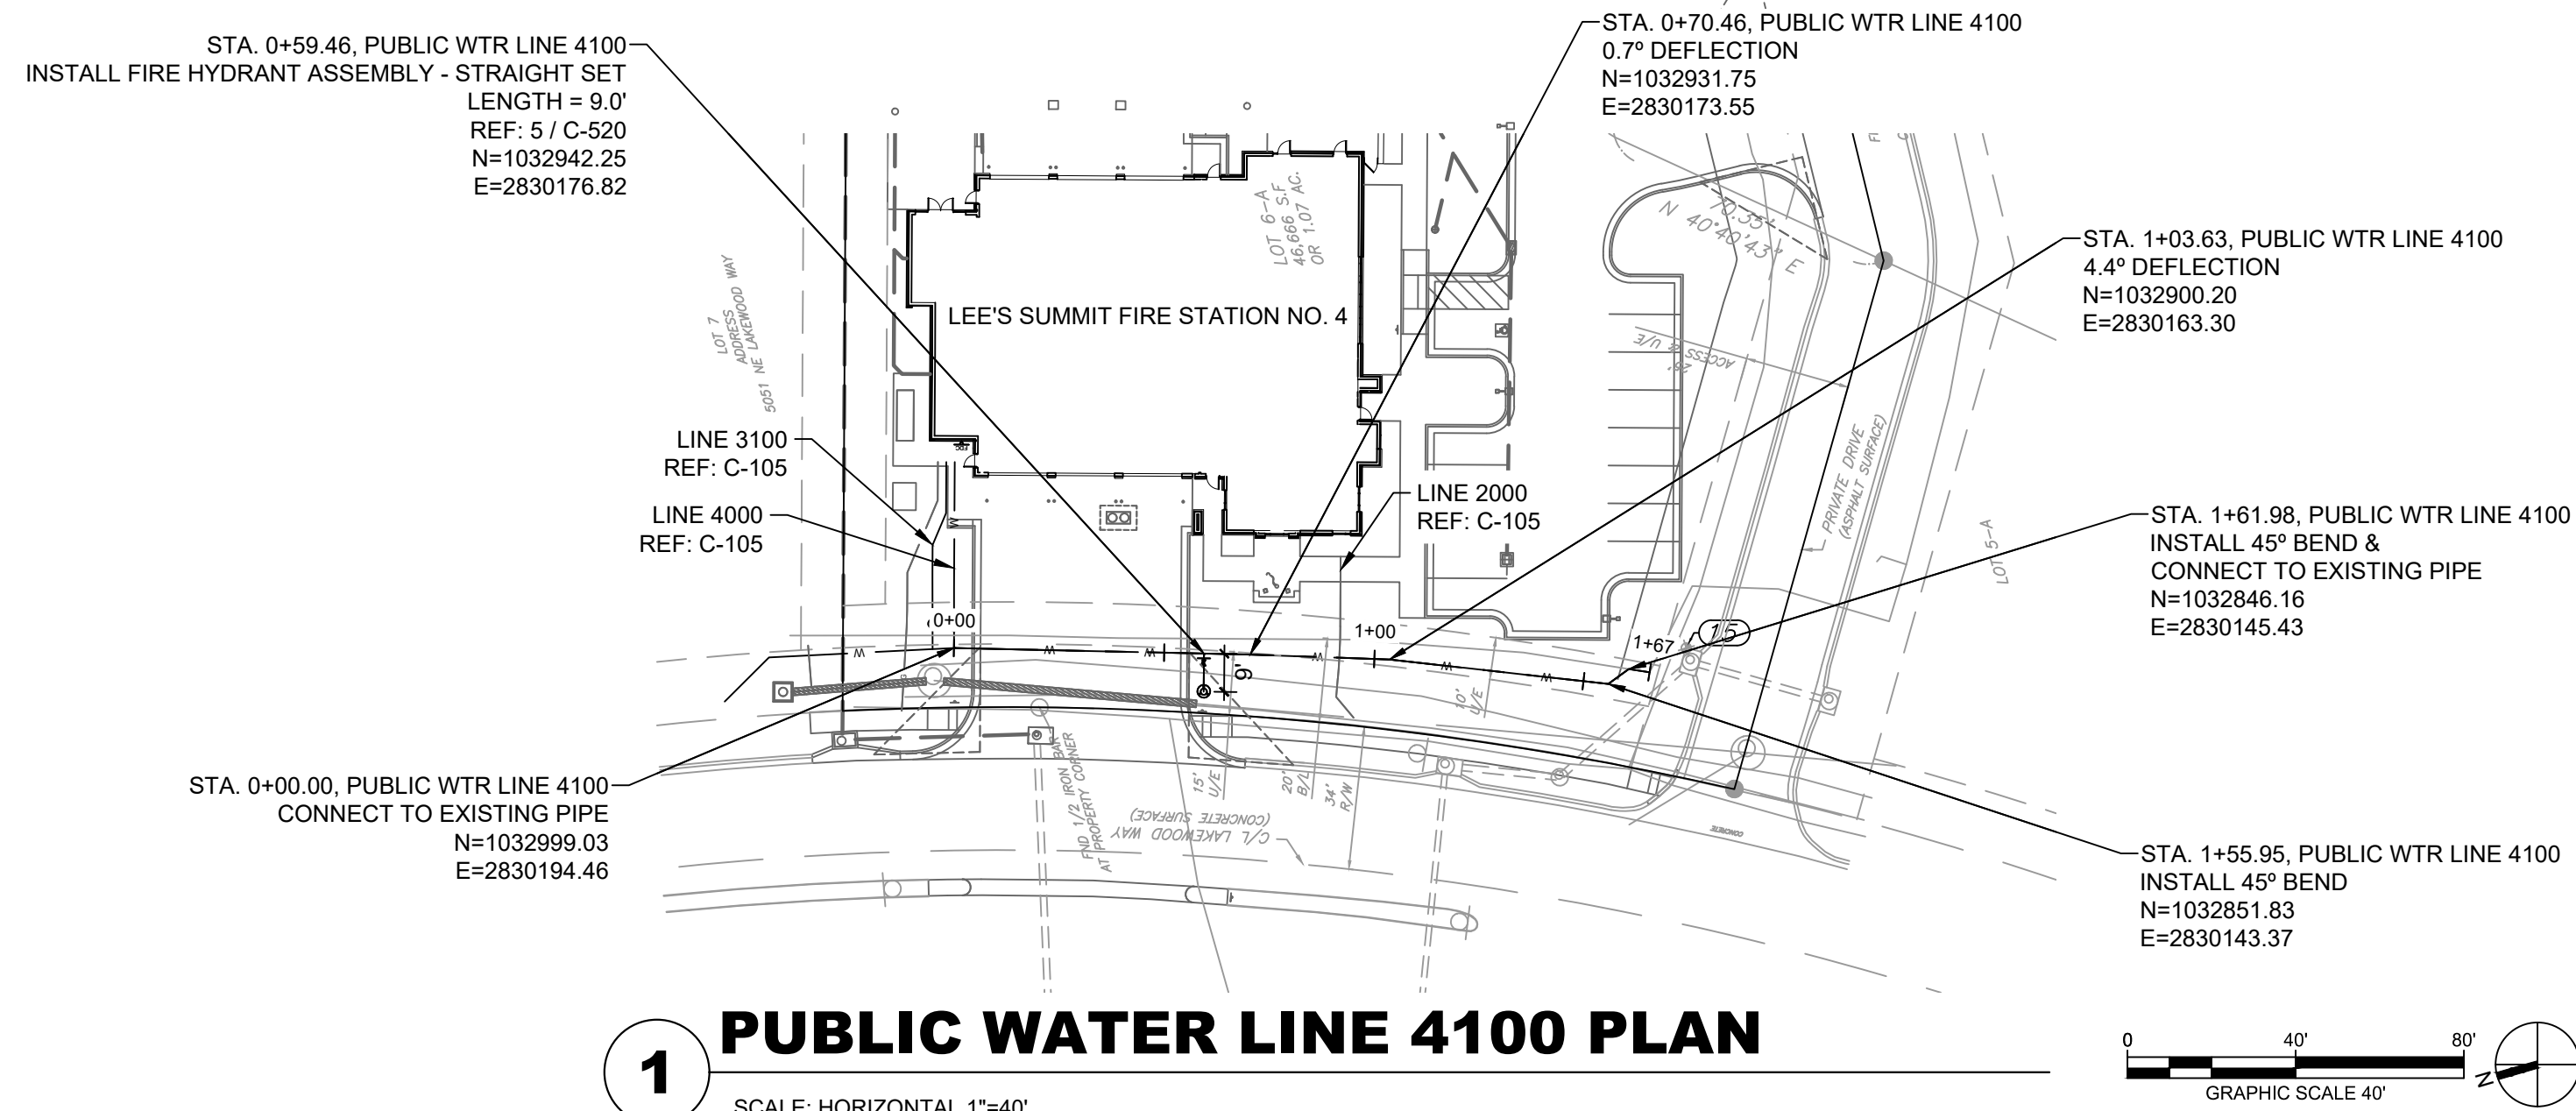 STA. 0+59.46, PUBLIC WTR LINE 4100
INSTALL FIRE HYDRANT ASSEMBLY - STRAIGHT SET
LENGTH = 9.0'
REF: 5 / C-520
N=1032942.25
E=2830176.82
STA. 0+70.46, PUBLIC WTR LINE 4100
0.7º DEFLECTION
N=1032931.75
E=2830173.55
STA. 1+03.63, PUBLIC WTR LINE 4100
4.4º DEFLECTION
N=1032900.20
E=2830163.30
LOT 6-A
46,666 S.F
OR 1.07 AC.
70.35'
N 40°40'43" E
LOT 7
ADDRESS
5051 NE LAKEWOOD WAY
LEE'S SUMMIT FIRE STATION NO. 4
25'
ACCESS & U/E
PRIVATE DRIVE
(ASPHALT SURFACE)
LOT 5-A
LINE 3100
REF: C-105
LINE 4000
REF: C-105
LINE 2000
REF: C-105
STA. 1+61.98, PUBLIC WTR LINE 4100
INSTALL 45º BEND &
CONNECT TO EXISTING PIPE
N=1032846.16
E=2830145.43
0+00
1+00
1+67
15
W
W
W
W
W
W
W
9'
10'
U/E
STA. 0+00.00, PUBLIC WTR LINE 4100
CONNECT TO EXISTING PIPE
N=1032999.03
E=2830194.46
FND 1/2 IRON BAR
AT PROPERTY CORNER
15'
U/E
20'
B/L
34'
R/W
C/L LAKEWOOD WAY
(CONCRETE SURFACE)
CONCRETE
STA. 1+55.95, PUBLIC WTR LINE 4100
INSTALL 45º BEND
N=1032851.83
E=2830143.37
1
PUBLIC WATER LINE 4100 PLAN
SCALE: HORIZONTAL 1"=40'
0 40' 80'
GRAPHIC SCALE 40'
N